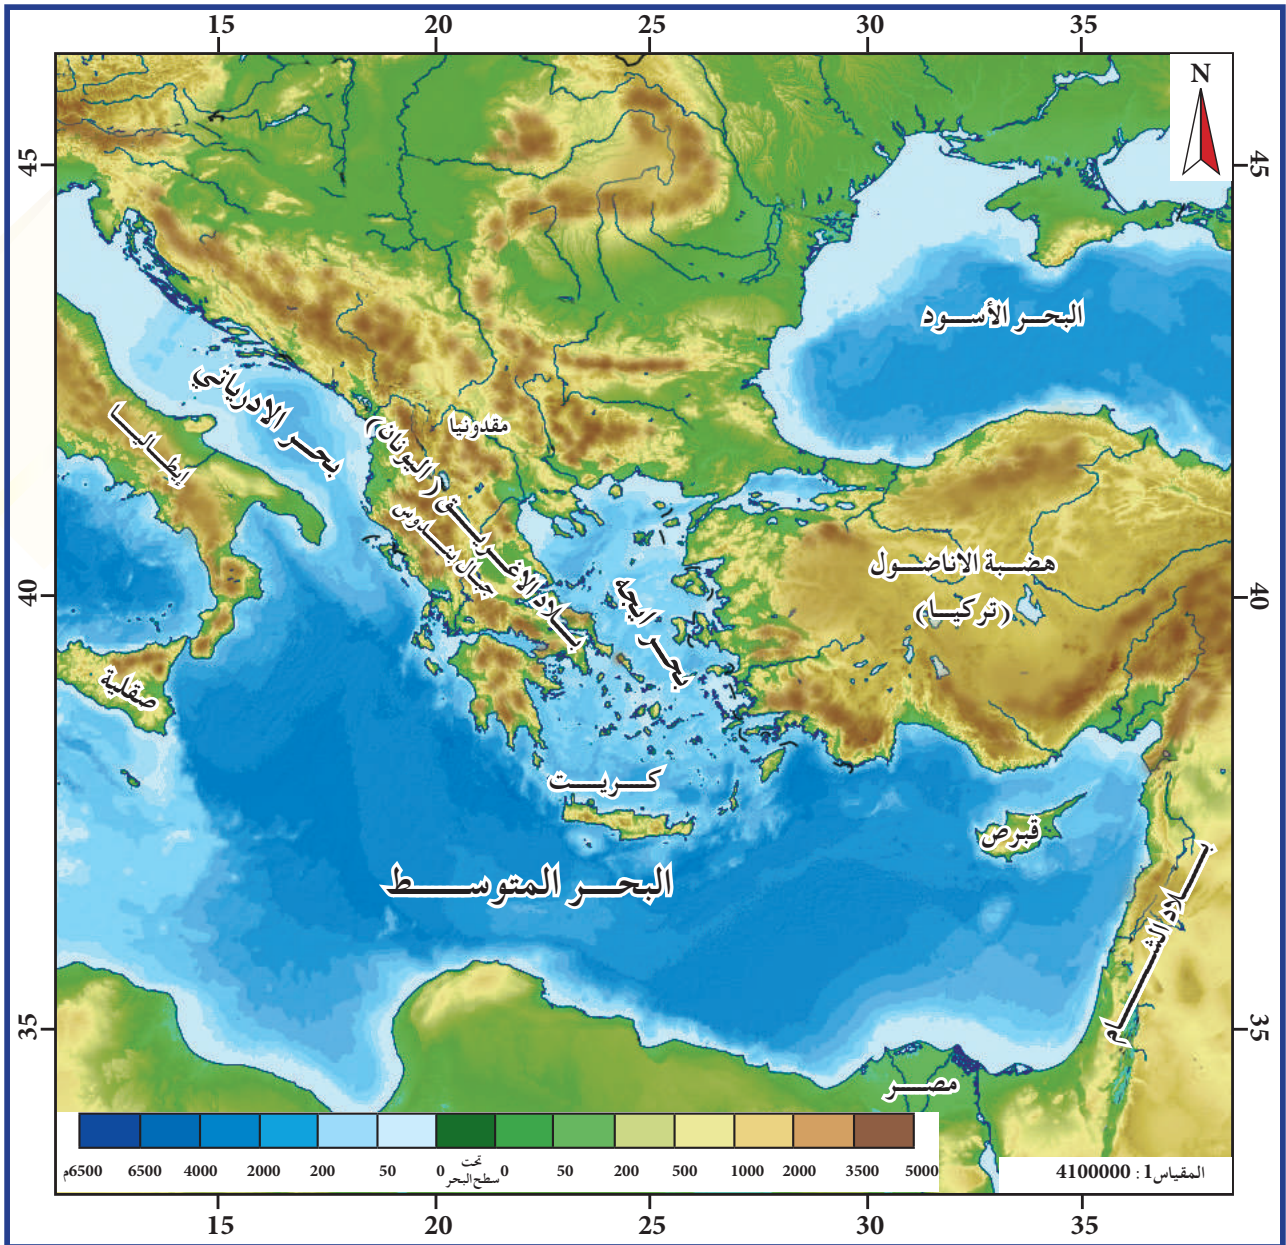 15 20 25 30 35
N
45 45
البحر الأسود
بحر الادرياتي
إيطاليا
مقدونيا
بلاد الاغريق (اليونان)
جبال بندوس
هضبة الاناضول
(تركيا)
40 40
بحر ايجه
صقلية
كريت
قبرص
البحر المتوسط
بلاد الشام
35 35
مصر
6500م 6500 4000 2000 200 50 0 تحت سطح البحر 0 50 200 500 1000 2000 3500 5000
المقياس 1 : 4100000
15 20 25 30 35